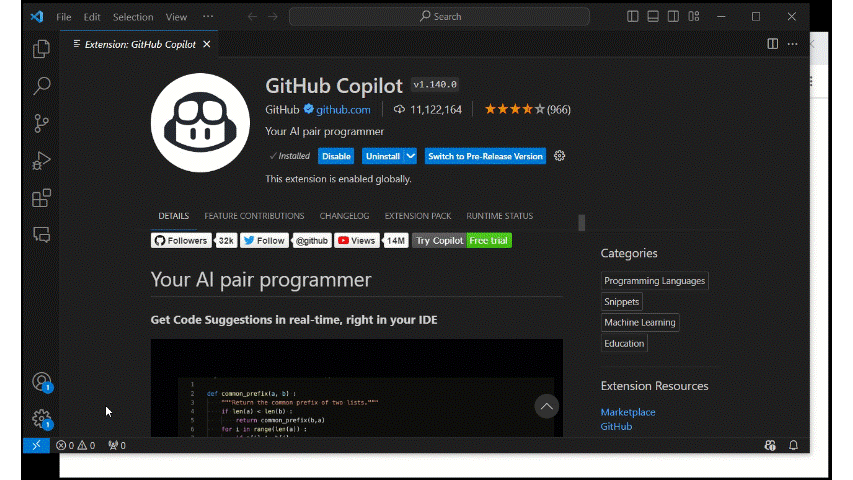 File Edit Selection View ··· Search
Extension: GitHub Copilot
GitHub Copilot v1.140.0
GitHub github.com 11,122,164 (966)
Your AI pair programmer
Installed Disable Uninstall Switch to Pre-Release Version
This extension is enabled globally.
DETAILS FEATURE CONTRIBUTIONS CHANGELOG EXTENSION PACK RUNTIME STATUS
Followers 32k Follow @github Views 14M Try Copilot Free trial
Your AI pair programmer
Get Code Suggestions in real-time, right in your IDE
1
2 def common_prefix(a, b) :
3 """Return the common prefix of two lists."""
4 if len(a) < len(b) :
5 return common_prefix(b,a)
6 for i in range(len(a)) :
Categories
Programming Languages
Snippets
Machine Learning
Education
Extension Resources
Marketplace
GitHub
1
1
0 0 0